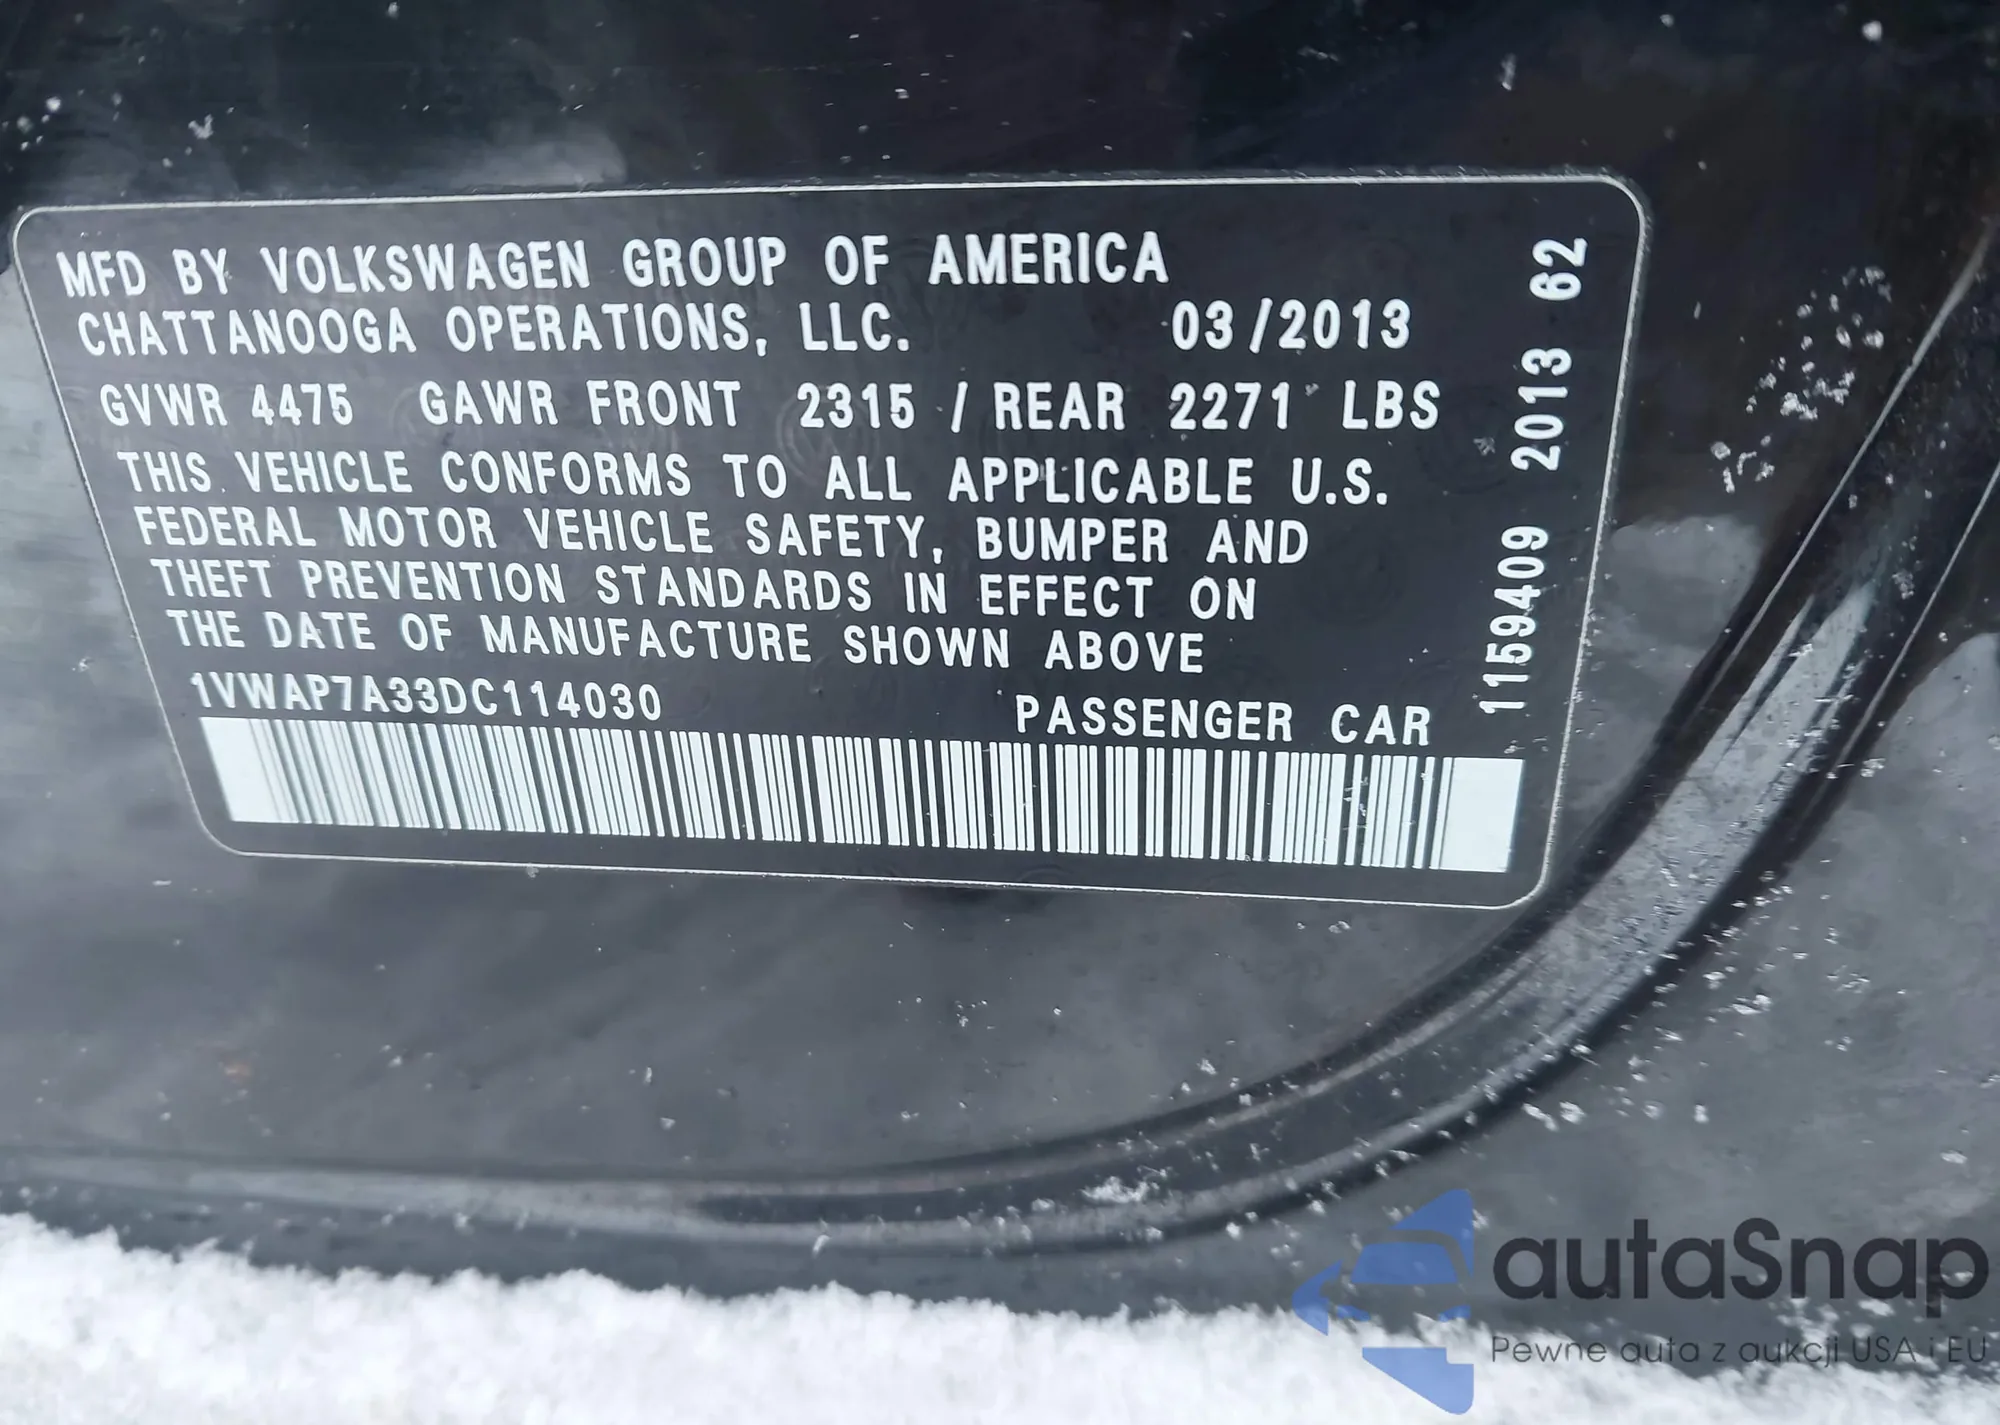 MFD BY VOLKSWAGEN GROUP OF AMERICA
CHATTANOOGA OPERATIONS, LLC. 03/2013
GVWR 4475 GAWR FRONT 2315 / REAR 2271 LBS
THIS VEHICLE CONFORMS TO ALL APPLICABLE U.S.
FEDERAL MOTOR VEHICLE SAFETY, BUMPER AND
THEFT PREVENTION STANDARDS IN EFFECT ON
THE DATE OF MANUFACTURE SHOWN ABOVE
1VWAP7A33DC114030 PASSENGER CAR
1159409 2013 62
autaSnap
Pewne auta z aukcji USA i EU